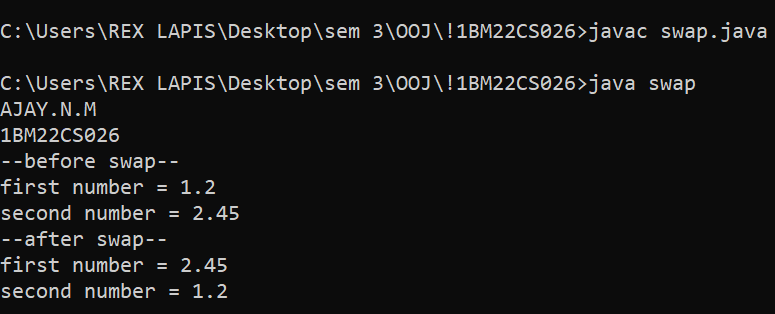 C:\Users\REX LAPIS\Desktop\sem 3\OOJ\!1BM22CS026>javac swap.java
C:\Users\REX LAPIS\Desktop\sem 3\OOJ\!1BM22CS026>java swap
AJAY.N.M
1BM22CS026
--before swap--
first number = 1.2
second number = 2.45
--after swap--
first number = 2.45
second number = 1.2